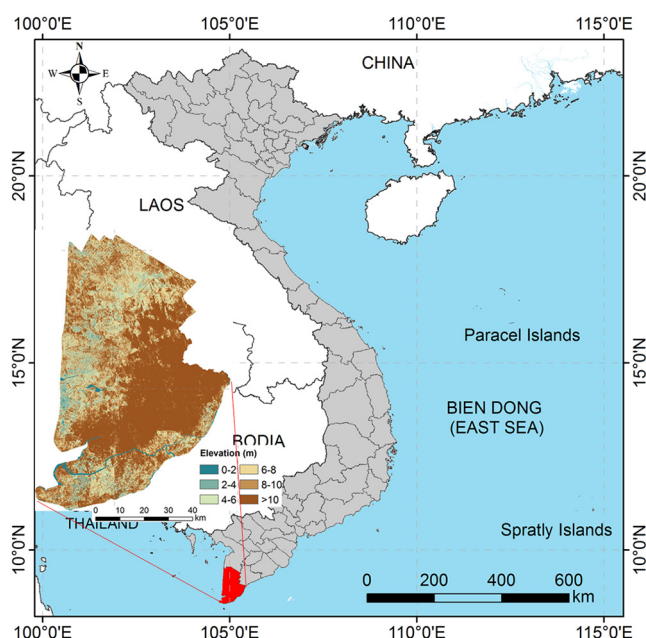 100°0'E 105°0'E 110°0'E 115°0'E
N
W E
S
CHINA
20°0'N 20°0'N
LAOS
Paracel Islands
15°0'N 15°0'N
BIEN DONG
(EAST SEA)
BODIA
Elevation (m)
0-2 6-8
2-4 8-10
4-6 >10
0 10 20 30 40
km
THAILAND
Spratly Islands
10°0'N 10°0'N
0 200 400 600
km
100°0'E 105°0'E 110°0'E 115°0'E